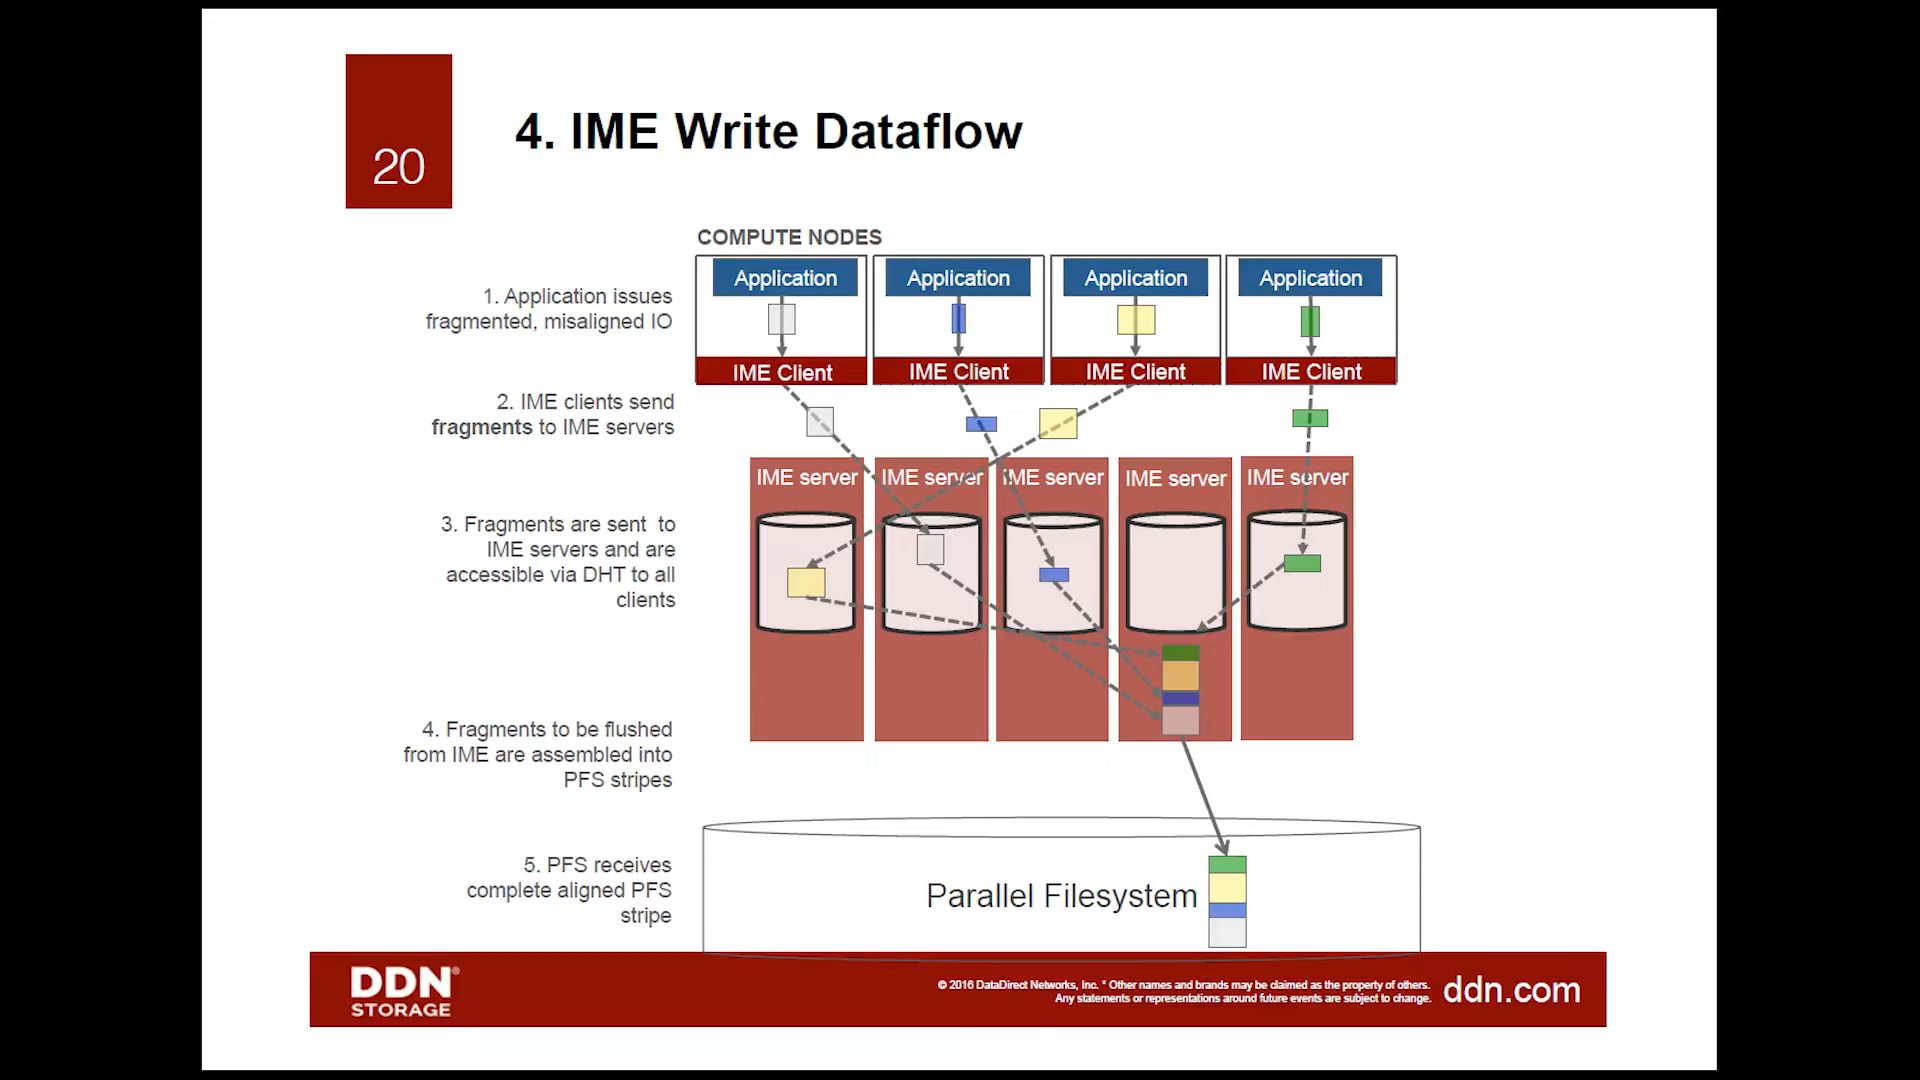 20
4. IME Write Dataflow
COMPUTE NODES
Application
Application
Application
Application
1. Application issues
fragmented, misaligned IO
IME Client
IME Client
IME Client
IME Client
2. IME clients send
fragments to IME servers
IME server
IME server
IME server
IME server
IME server
3. Fragments are sent to
IME servers and are
accessible via DHT to all
clients
4. Fragments to be flushed
from IME are assembled into
PFS stripes
5. PFS receives
complete aligned PFS
stripe
Parallel Filesystem
DDN®
STORAGE
© 2016 DataDirect Networks, Inc. * Other names and brands may be claimed as the property of others.
Any statements or representations around future events are subject to change.
ddn.com